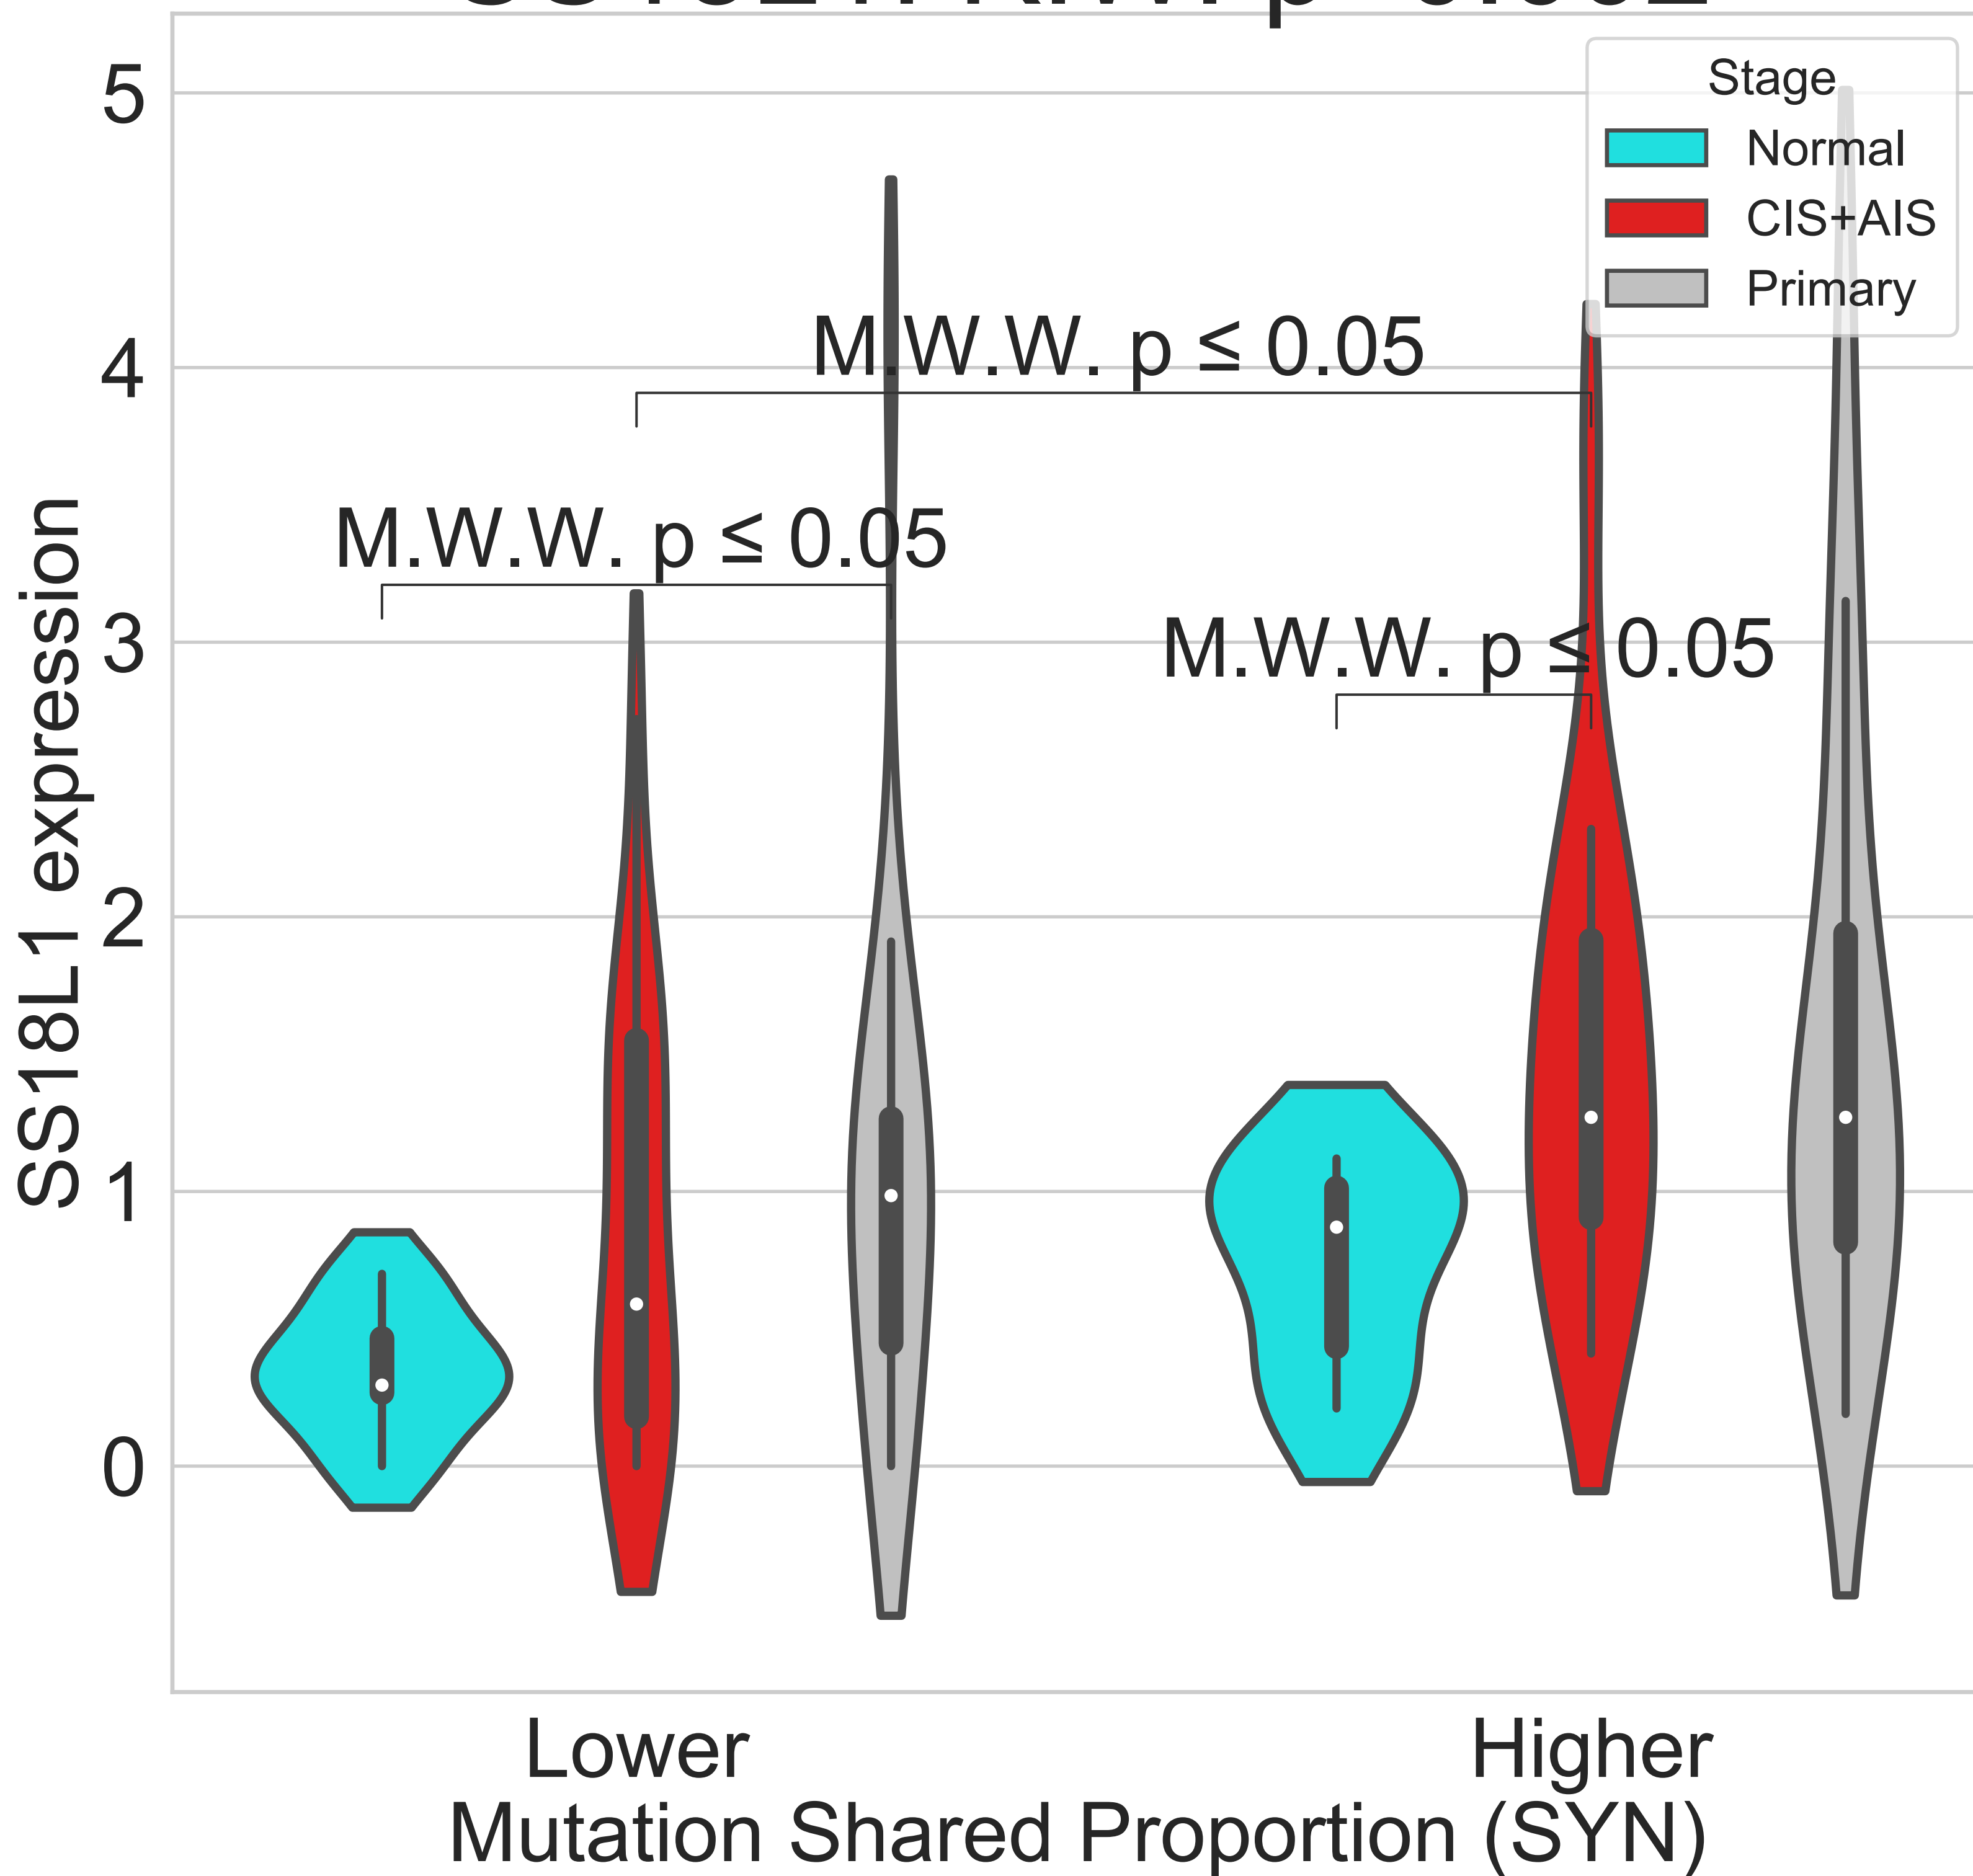 Stage
Normal
CIS+AIS
Primary
5
4
3
2
1
0
M.W.W. p ≤ 0.05
M.W.W. p ≤ 0.05
M.W.W. p ≤ 0.05
SS18L1 expression
Lower
Higher
Mutation Shared Proportion (SYN)